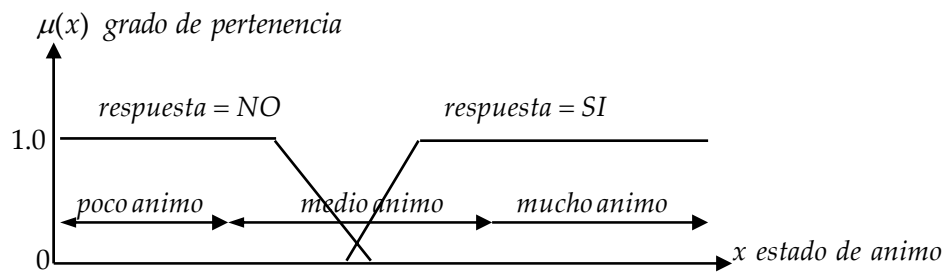 μ(x) grado de pertenencia
respuesta = NO respuesta = SI
1.0
poco animo medio animo mucho animo
0 x estado de animo